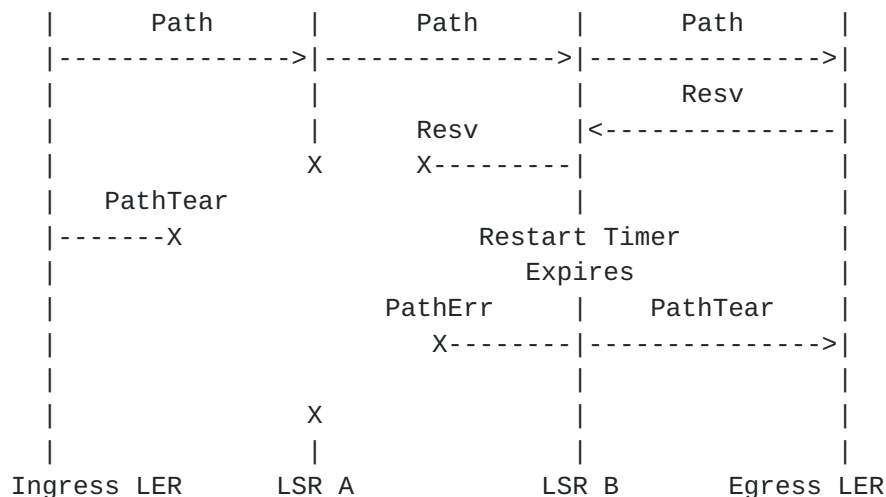 |      Path      |      Path      |      Path      |
|--------------->|--------------->|--------------->|
|                |                |      Resv      |
|                |      Resv      |<---------------|
|                X      X---------|                |
|   PathTear                      |                |
|-------X                   Restart Timer          |
|                              Expires             |
|                     PathErr     |    PathTear    |
|                        X--------|--------------->|
|                                 |                |
|                X                |                |
|                |                |                |
Ingress LER      LSR A            LSR B       Egress LER